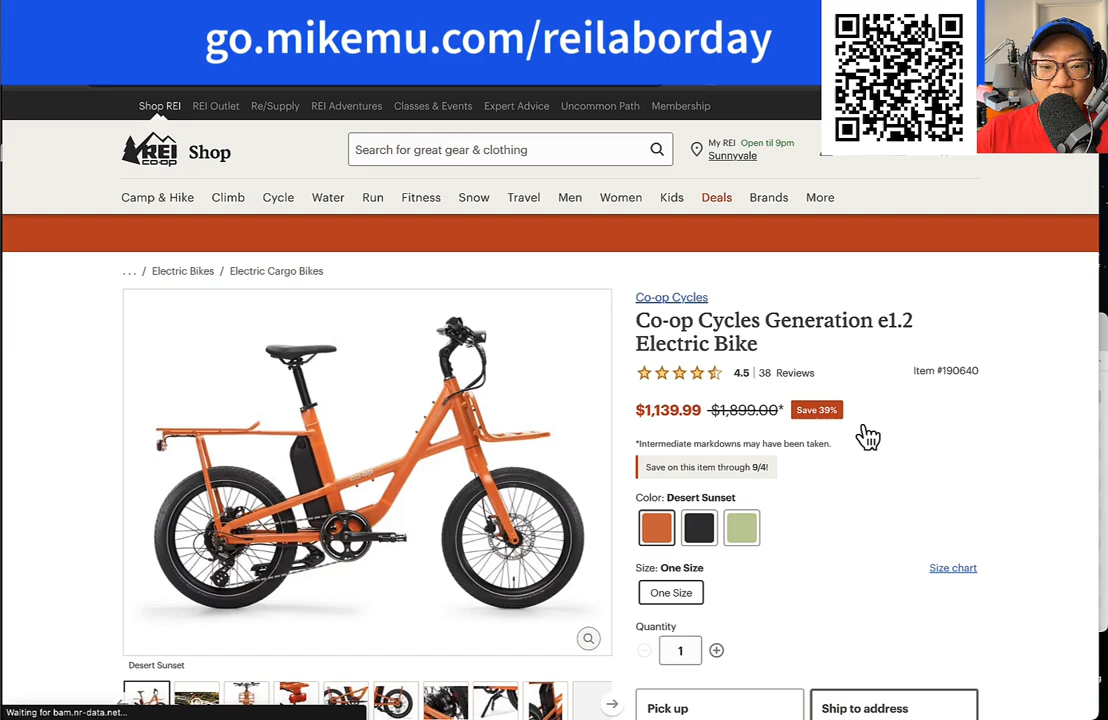 go.mikemu.com/reilaborday
Shop REI REI Outlet Re/Supply REI Adventures Classes & Events Expert Advice Uncommon Path Membership
REI CO-OP Shop
Search for great gear & clothing
My REI Open til 9pm
Sunnyvale
Camp & Hike Climb Cycle Water Run Fitness Snow Travel Men Women Kids Deals Brands More
... / Electric Bikes / Electric Cargo Bikes
Co-op Cycles
Co-op Cycles Generation e1.2
Electric Bike
4.5 | 38 Reviews Item #190640
$1,139.99 $1,899.00* Save 39%
*Intermediate markdowns may have been taken.
Save on this item through 9/4!
Color: Desert Sunset
Size: One Size Size chart
One Size
Quantity
1
Desert Sunset
Pick up Ship to address
Waiting for bam.nr-data.net...